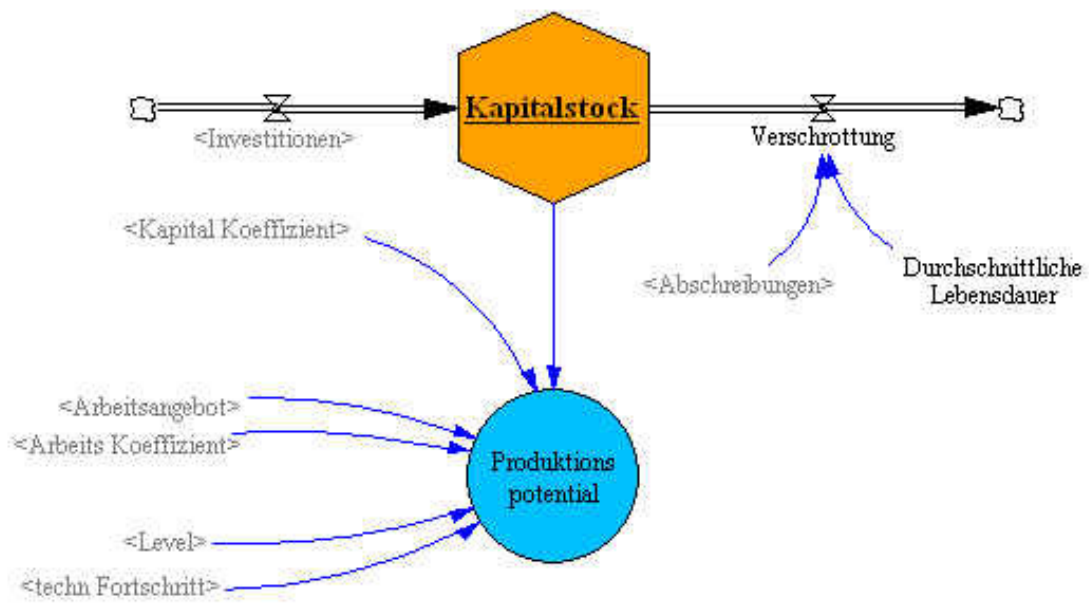 Kapitalstock
<Investitionen>
Verschrottung
<Kapital Koeffizient>
<Abschreibungen>
Durchschnittliche
Lebensdauer
<Arbeitsangebot>
<Arbeits Koeffizient>
Produktions
potential
<Level>
<techn Fortschritt>